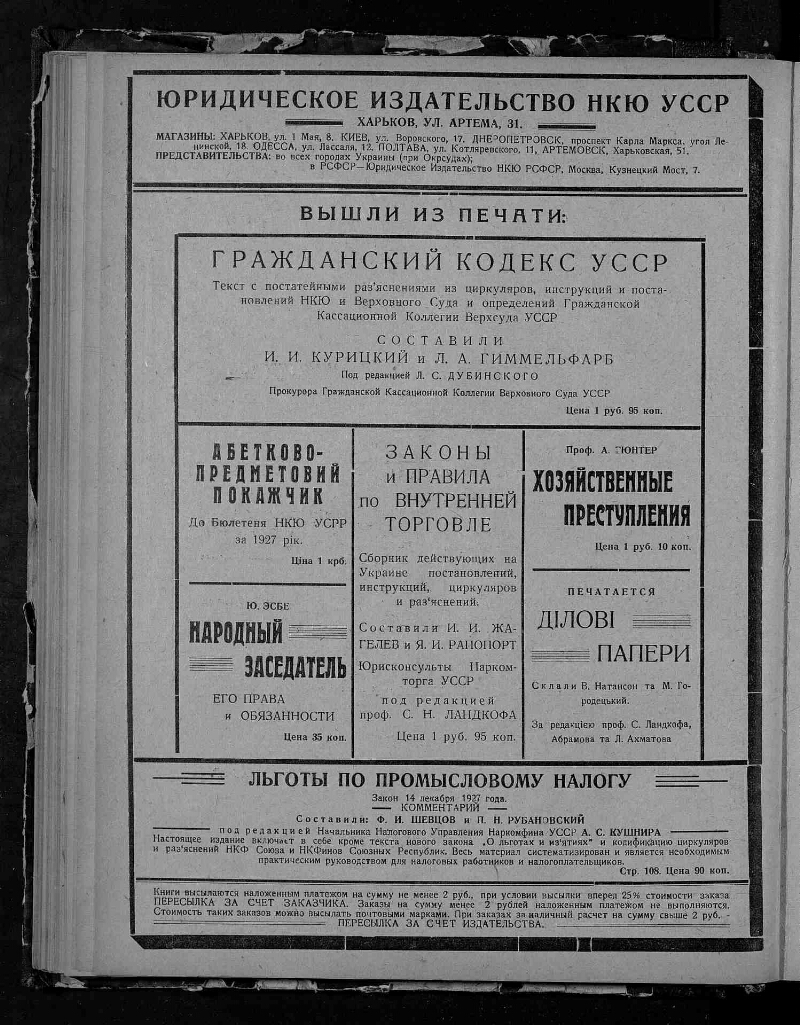 ЮРИДИЧЕСКОЕ ИЗДАТЕЛЬСТВО НКЮ УССР
ХАРЬКОВ, УЛ. АРТЕМА, 31.
МАГАЗИНЫ: ХАРЬКОВ, ул. 1 Мая, 8, КИЕВ, ул. Воровского, 17, ДНЕПРОПЕТРОВСК, проспект Карла Маркса, угол Ле-
нинской, 18, ОДЕССА, ул. Лассаля, 12, ПОЛТАВА, ул. Котляревского, 11, АРТЕМОВСК, Харьковская, 51.
ПРЕДСТАВИТЕЛЬСТВА: во всех городах Украины (при Окрсудах);
в РСФСР—Юридическое Издательство НКЮ РСФСР, Москва, Кузнецкий Мост, 7.
ВЫШЛИ ИЗ ПЕЧАТИ:
ГРАЖДАНСКИЙ КОДЕКС УССР
Текст с постатейными раз'яснениями из циркуляров, инструкций и поста-
новлений НКЮ и Верховного Суда и определений Гражданской
Кассационной Коллегии Верхсуда УССР
СОСТАВИЛИ
И. И. КУРИЦКИЙ и Л. А. ГИММЕЛЬФАРБ
Под редакцией Л. С. ДУБИНСКОГО
Прокурора Гражданской Кассационной Коллегии Верховного Суда УССР
Цена 1 руб. 95 коп.
АБЕТКОВО-
ПРЕДМЕТОВИЙ
ПОКАЖЧИК
До Бюлетеня НКЮ УСРР
за 1927 рік.
Ціна 1 крб.
Ю. ЭСБЕ
НАРОДНЫЙ
ЗАСЕДАТЕЛЬ
ЕГО ПРАВА
и ОБЯЗАННОСТИ
Цена 35 коп.
ЗАКОНЫ
и ПРАВИЛА
по ВНУТРЕННЕЙ
ТОРГОВЛЕ
Сборник действующих на
Украине постановлений,
инструкций, циркуляров
и раз'яснений.
Составили И. И. ЖА-
ГЕЛЕВ и Я. И. РАПОПОРТ
Юрисконсульты Нарком-
торга УССР
под редакцией
проф. С. Н. ЛАНДКОФА
Цена 1 руб. 95 коп.
Проф. А. ГЮНТЕР
ХОЗЯЙСТВЕННЫЕ
ПРЕСТУПЛЕНИЯ
Цена 1 руб. 10 коп.
ПЕЧАТАЕТСЯ
ДІЛОВІ
ПАПЕРИ
Склали В. Натансон та М. Го-
родецький.
За редакцією проф. С. Ландкофа,
Абрамова та Л. Ахматова
ЛЬГОТЫ ПО ПРОМЫСЛОВОМУ НАЛОГУ
Закон 14 декабря 1927 года.
КОММЕНТАРИЙ
Составили: Ф. И. ШЕВЦОВ и П. Н. РУБАНОВСКИЙ
под редакцией Начальника Налогового Управления Наркомфина УССР А. С. КУШНИРА
Настоящее издание включает в себе кроме текста нового закона „О льготах и из'ятиях" и кодификацию циркуляров
и раз'яснений НКФ Союза и НКФинов Союзных Республик. Весь материал систематизирован и является необходимым
практическим руководством для налоговых работников и налогоплательщиков.
Стр. 108. Цена 90 коп.
Книги высылаются наложенным платежом на сумму не менее 2 руб., при условии высылки вперед 25% стоимости заказа
ПЕРЕСЫЛКА ЗА СЧЕТ ЗАКАЗЧИКА. Заказы на сумму менее 2 рублей наложенным платежом не выполняются.
Стоимость таких заказов можно высылать почтовыми марками. При заказах за наличный расчет на сумму свыше 2 руб. -
ПЕРЕСЫЛКА ЗА СЧЕТ ИЗДАТЕЛЬСТВА.